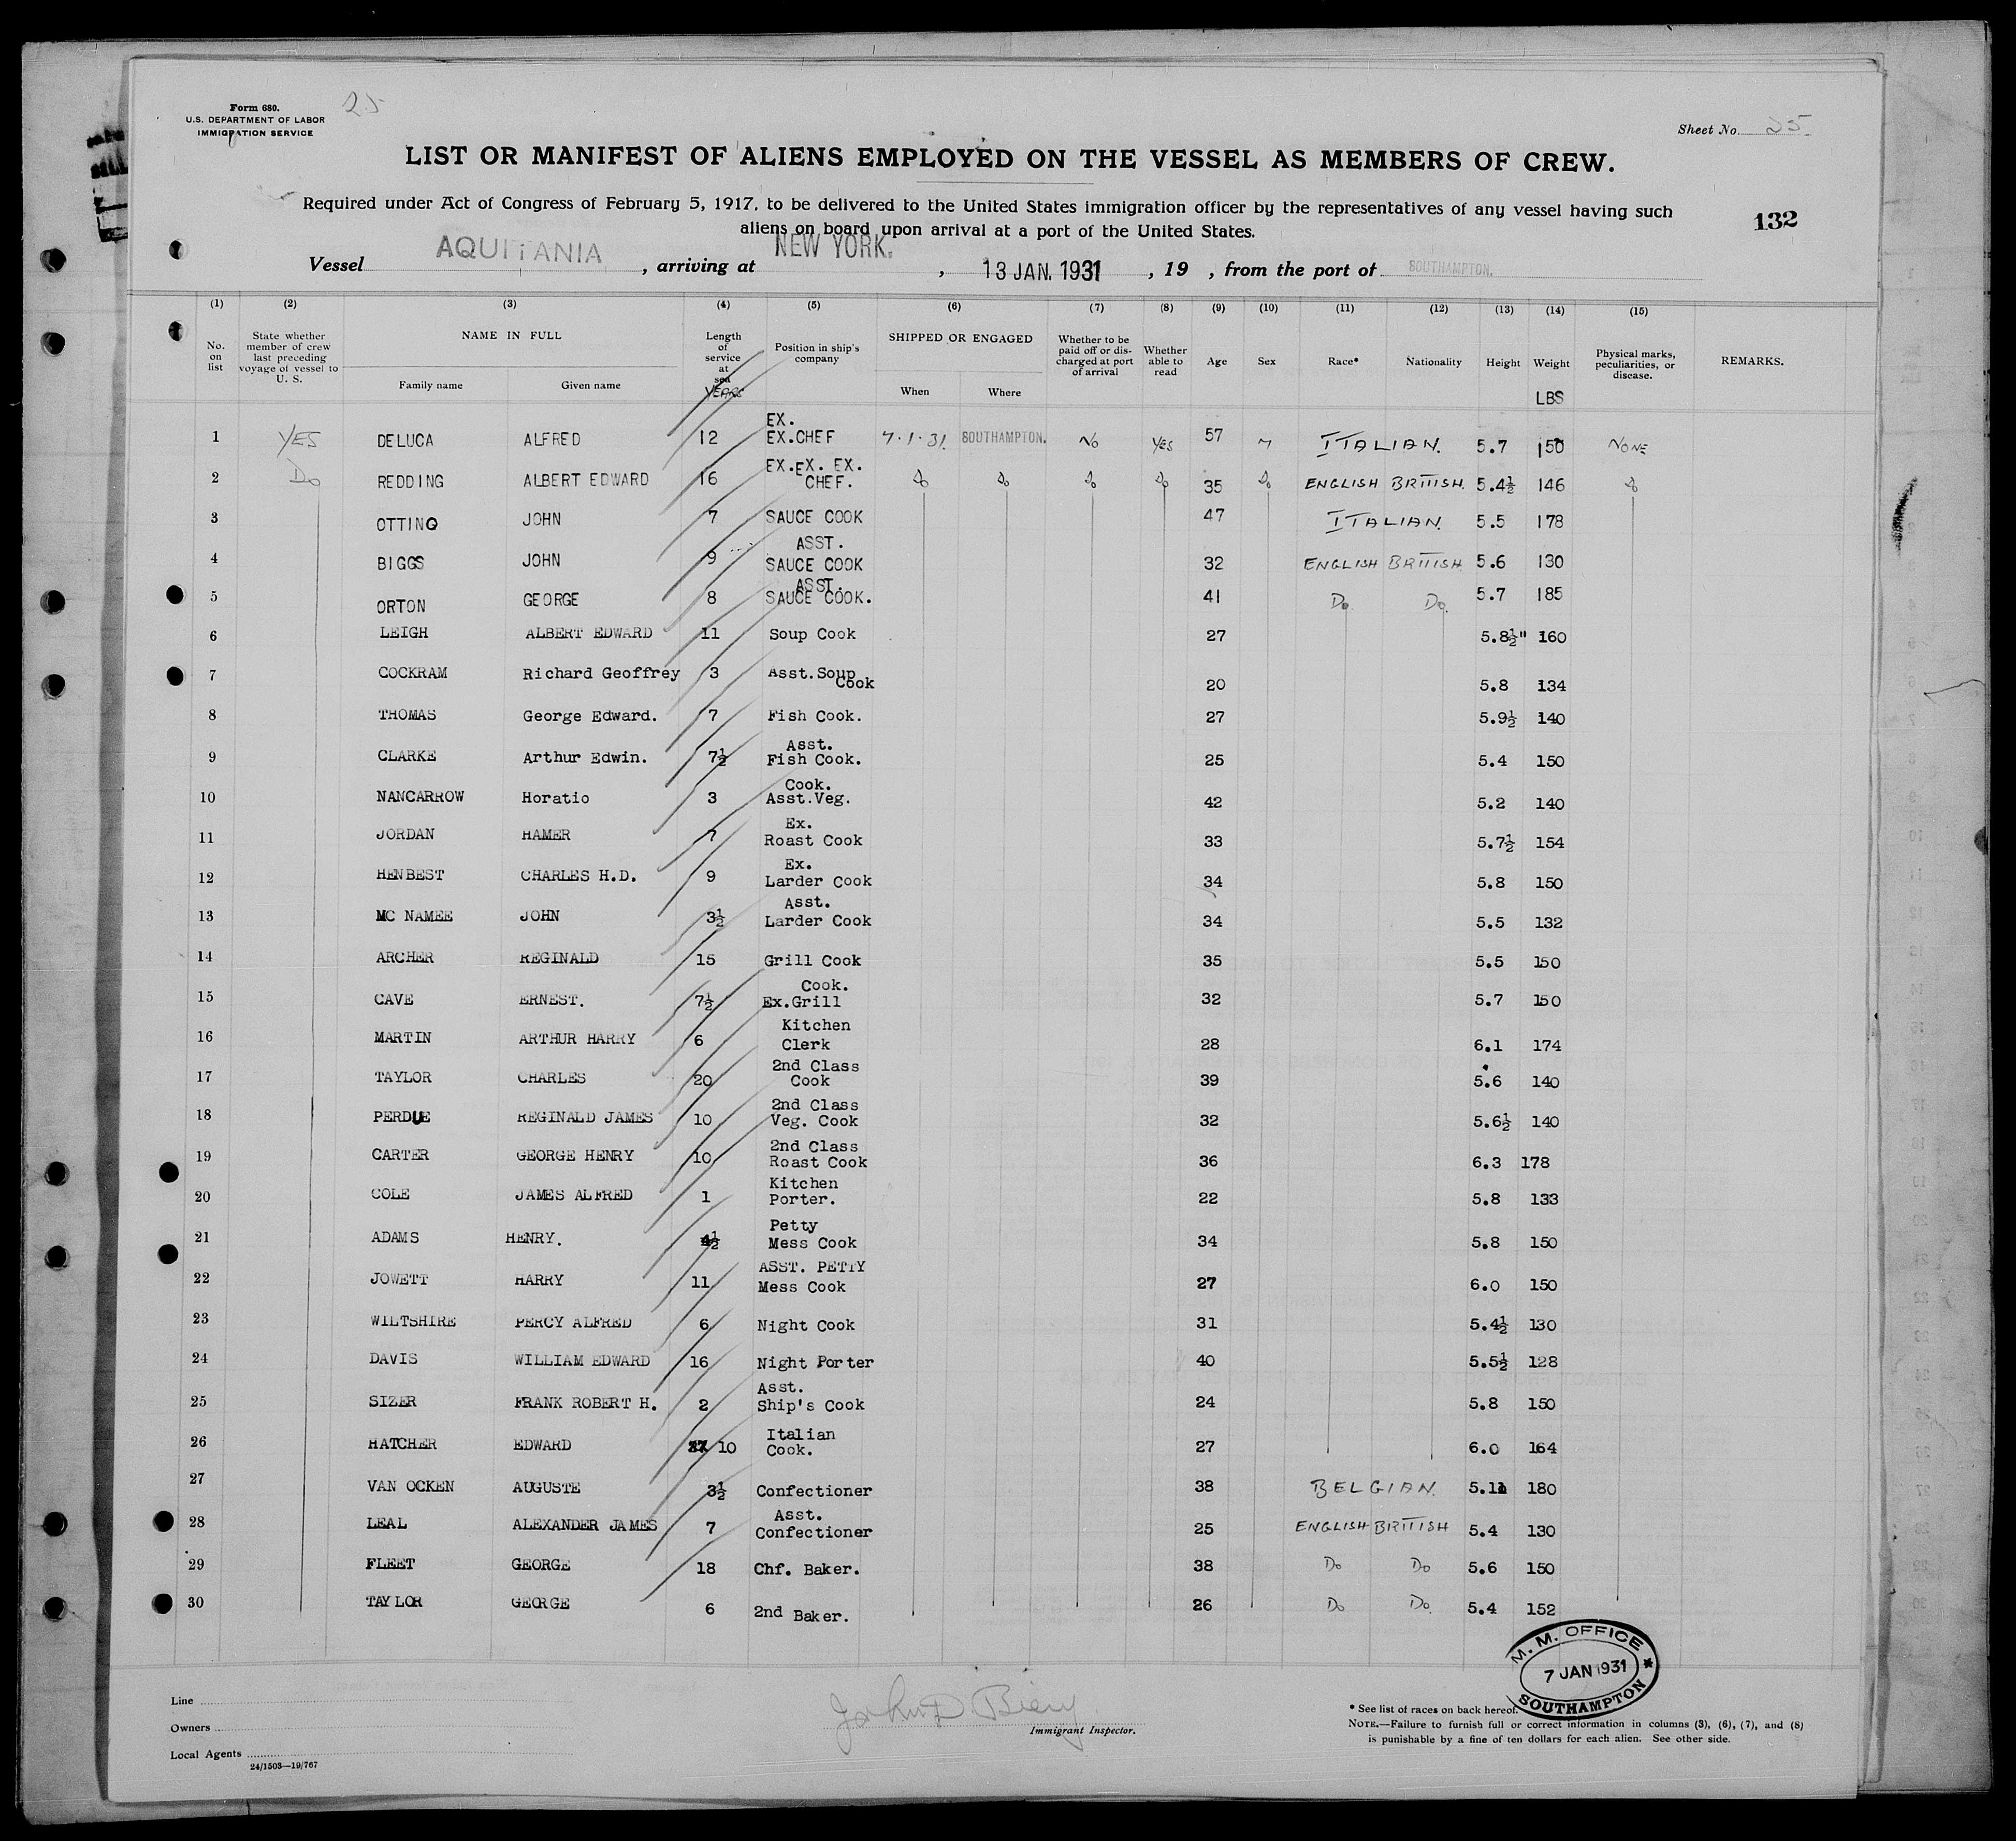 Form 680.
U.S. DEPARTMENT OF LABOR
IMMIGRATION SERVICE
25
Sheet No. 25
LIST OR MANIFEST OF ALIENS EMPLOYED ON THE VESSEL AS MEMBERS OF CREW.
Required under Act of Congress of February 5, 1917, to be delivered to the United States immigration officer by the representatives of any vessel having such
aliens on board upon arrival at a port of the United States.
132
Vessel AQUITANIA, arriving at NEW YORK., 13 JAN. 1931, 19 , from the port of SOUTHAMPTON.
(1) (2) (3) (4) (5) (6) (7) (8) (9) (10) (11) (12) (13) (14) (15)
No. on list
State whether member of crew last preceding voyage of vessel to U. S.
NAME IN FULL
Family name
Given name
Length of service at sea
YEARS
Position in ship's company
SHIPPED OR ENGAGED
When
Where
Whether to be paid off or discharged at port of arrival
Whether able to read
Age
Sex
Race*
Nationality
Height
Weight
LBS
Physical marks, peculiarities, or disease.
REMARKS.
1 YES DELUCA ALFRED 12 EX. EX.CHEF 7.1.31. SOUTHAMPTON. No YES 57 M ITALIAN. 5.7 150 NONE
2 Do REDDING ALBERT EDWARD 16 EX.EX. EX. CHEF. Do Do Do Do 35 Do ENGLISH BRITISH. 5.4½ 146 Do
3 OTTINO JOHN 7 SAUCE COOK 47 ITALIAN. 5.5 178
4 BIGGS JOHN 9 ASST. SAUCE COOK 32 ENGLISH BRITISH 5.6 130
5 ORTON GEORGE 8 ASST. SAUCE COOK. 41 Do Do. 5.7 185
6 LEIGH ALBERT EDWARD 11 Soup Cook 27 5.8½" 160
7 COCKRAM Richard Geoffrey 3 Asst.Soup Cook 20 5.8 134
8 THOMAS George Edward. 7 Fish Cook. 27 5.9½ 140
9 CLARKE Arthur Edwin. 7½ Asst. Fish Cook. 25 5.4 150
10 NANCARROW Horatio 3 Cook. Asst.Veg. 42 5.2 140
11 JORDAN HAMER 7 Ex. Roast Cook 33 5.7½ 154
12 HENBEST CHARLES H.D. 9 Ex. Larder Cook 34 5.8 150
13 MC NAMEE JOHN 3½ Asst. Larder Cook 34 5.5 132
14 ARCHER REGINALD 15 Grill Cook 35 5.5 150
15 CAVE ERNEST. 7½ Cook. Ex.Grill 32 5.7 150
16 MARTIN ARTHUR HARRY 6 Kitchen Clerk 28 6.1 174
17 TAYLOR CHARLES 20 2nd Class Cook 39 5.6 140
18 PERDUE REGINALD JAMES 10 2nd Class Veg. Cook 32 5.6½ 140
19 CARTER GEORGE HENRY 10 2nd Class Roast Cook 36 6.3 178
20 COLE JAMES ALFRED 1 Kitchen Porter. 22 5.8 133
21 ADAMS HENRY. 4½ Petty Mess Cook 34 5.8 150
22 JOWETT HARRY 11 ASST. PETTY Mess Cook 27 6.0 150
23 WILTSHIRE PERCY ALFRED 6 Night Cook 31 5.4½ 130
24 DAVIS WILLIAM EDWARD 16 Night Porter 40 5.5½ 128
25 SIZER FRANK ROBERT H. 2 Asst. Ship's Cook 24 5.8 150
26 HATCHER EDWARD 10 Italian Cook. 27 6.0 164
27 VAN OCKEN AUGUSTE 3½ Confectioner 38 BELGIAN. 5.11 180
28 LEAL ALEXANDER JAMES 7 Asst. Confectioner 25 ENGLISH BRITISH 5.4 130
29 FLEET GEORGE 18 Chf. Baker. 38 Do Do 5.6 150
30 TAYLOR GEORGE 6 2nd Baker. 26 Do Do. 5.4 152
M. M. OFFICE
7 JAN 1931
SOUTHAMPTON
Line
Owners
Local Agents
24/1503—19/767
John D Biery
Immigrant Inspector.
* See list of races on back hereof.
NOTE.—Failure to furnish full or correct information in columns (3), (6), (7), and (8)
is punishable by a fine of ten dollars for each alien. See other side.